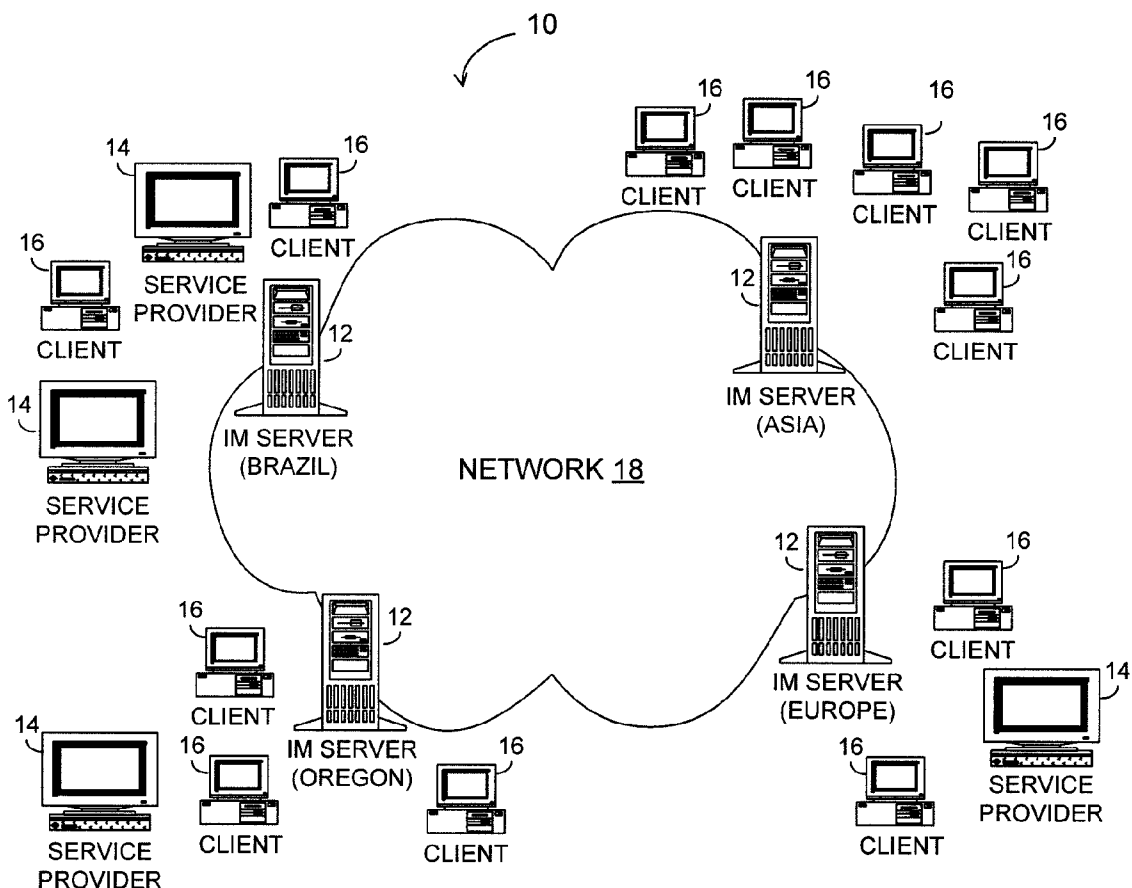 10
16
CLIENT
16
CLIENT
16
CLIENT
16
CLIENT
16
CLIENT
14
SERVICE
PROVIDER
16
CLIENT
16
CLIENT
12
IM SERVER
(BRAZIL)
12
IM SERVER
(ASIA)
14
SERVICE
PROVIDER
NETWORK 18
12
IM SERVER
(EUROPE)
16
CLIENT
16
CLIENT
12
IM SERVER
(OREGON)
14
SERVICE
PROVIDER
14
SERVICE
PROVIDER
16
CLIENT
16
CLIENT
16
CLIENT